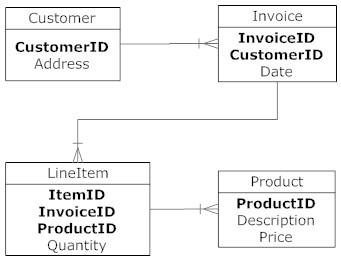 Customer
CustomerID
Address
Invoice
InvoiceID
CustomerID
Date
LineItem
ItemID
InvoiceID
ProductID
Quantity
Product
ProductID
Description
Price